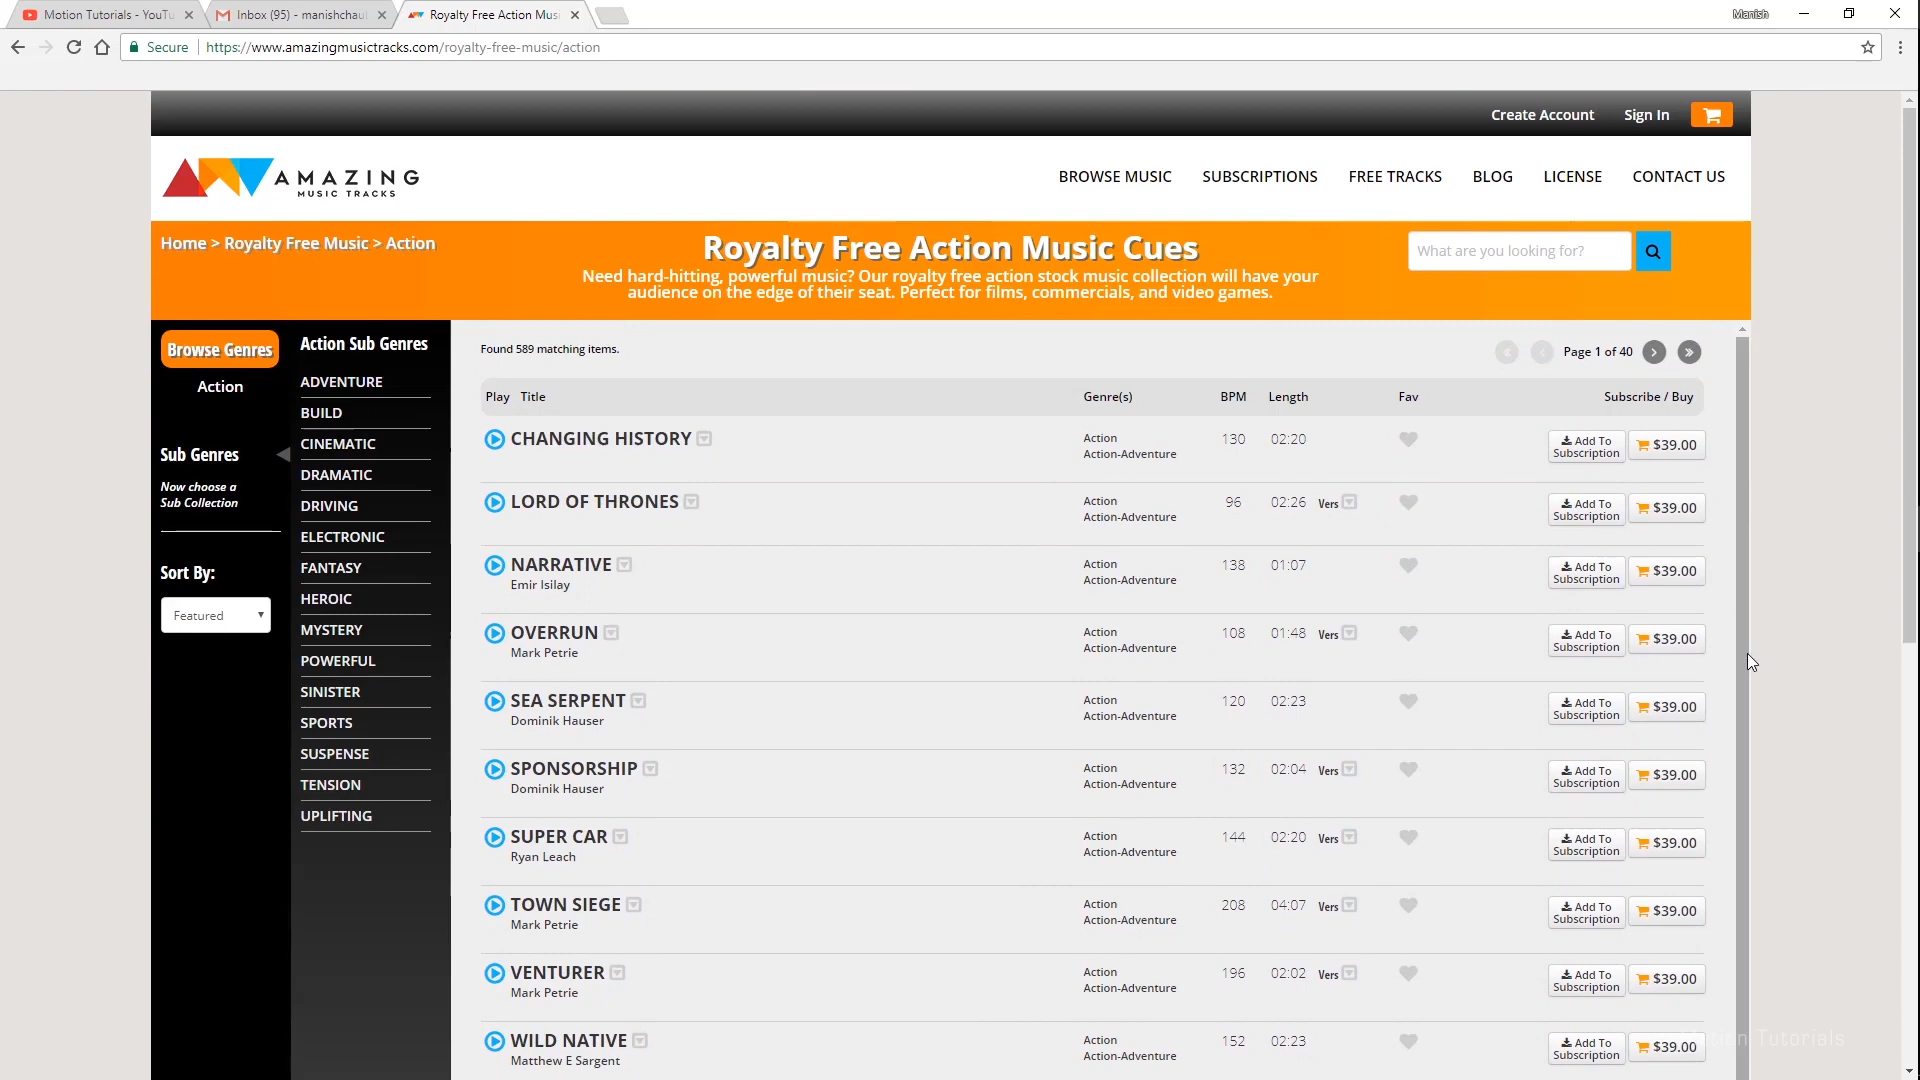 Motion Tutorials - YouTu
Inbox (95) - manishchau
Royalty Free Action Mus
Manish
Secure
https://www.amazingmusictracks.com/royalty-free-music/action
Create Account
Sign In
AMAZING
MUSIC TRACKS
BROWSE MUSIC
SUBSCRIPTIONS
FREE TRACKS
BLOG
LICENSE
CONTACT US
Home > Royalty Free Music > Action
Royalty Free Action Music Cues
What are you looking for?
Need hard-hitting, powerful music? Our royalty free action stock music collection will have your
audience on the edge of their seat. Perfect for films, commercials, and video games.
Browse Genres
Action
Sub Genres
Now choose a
Sub Collection
Sort By:
Featured
Action Sub Genres
ADVENTURE
BUILD
CINEMATIC
DRAMATIC
DRIVING
ELECTRONIC
FANTASY
HEROIC
MYSTERY
POWERFUL
SINISTER
SPORTS
SUSPENSE
TENSION
UPLIFTING
Found 589 matching items.
Page 1 of 40
Play Title Genre(s) BPM Length Fav Subscribe / Buy
CHANGING HISTORY Action 130 02:20 Add To $39.00
Action-Adventure Subscription
LORD OF THRONES Action 96 02:26 Vers Add To $39.00
Action-Adventure Subscription
NARRATIVE Action 138 01:07 Add To $39.00
Emir Isilay Action-Adventure Subscription
OVERRUN Action 108 01:48 Vers Add To $39.00
Mark Petrie Action-Adventure Subscription
SEA SERPENT Action 120 02:23 Add To $39.00
Dominik Hauser Action-Adventure Subscription
SPONSORSHIP Action 132 02:04 Vers Add To $39.00
Dominik Hauser Action-Adventure Subscription
SUPER CAR Action 144 02:20 Vers Add To $39.00
Ryan Leach Action-Adventure Subscription
TOWN SIEGE Action 208 04:07 Vers Add To $39.00
Mark Petrie Action-Adventure Subscription
VENTURER Action 196 02:02 Vers Add To $39.00
Mark Petrie Action-Adventure Subscription
WILD NATIVE Action 152 02:23 Add To $39.00
Matthew E Sargent Action-Adventure Subscription
Tutorials